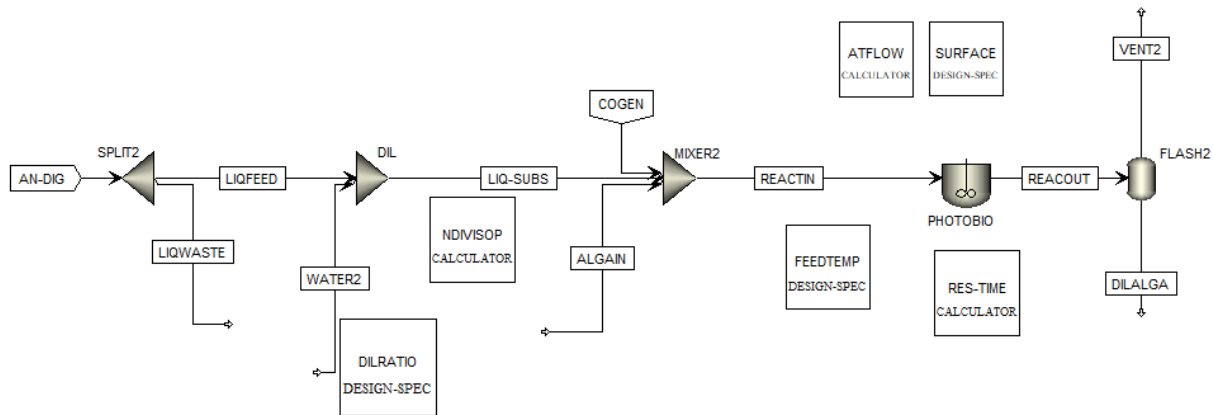 VENT2
ATFLOW
CALCULATOR
SURFACE
DESIGN-SPEC
COGEN
SPLIT2
DIL
MIXER2
FLASH2
AN-DIG
LIQFEED
LIQ-SUBS
REACTIN
REACOUT
PHOTOBIO
LIQWASTE
NDIVISOP
CALCULATOR
WATER2
ALGAIN
FEEDTEMP
DESIGN-SPEC
RES-TIME
CALCULATOR
DILALGA
DILRATIO
DESIGN-SPEC